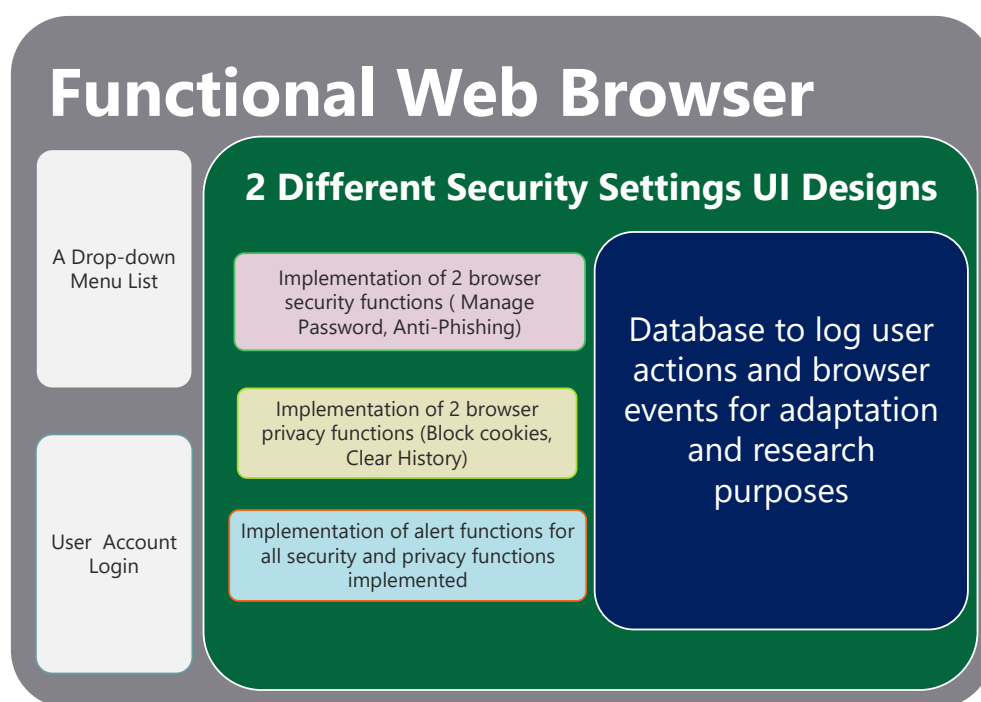 Functional Web Browser
A Drop-down
Menu List
User  Account
Login
2 Different Security Settings UI Designs
Implementation of 2 browser
security functions ( Manage
Password, Anti-Phishing)
Implementation of 2 browser
privacy functions (Block cookies,
Clear History)
Implementation of alert functions for
all security and privacy functions
implemented
Database to log user
actions and browser
events for adaptation
and research
purposes